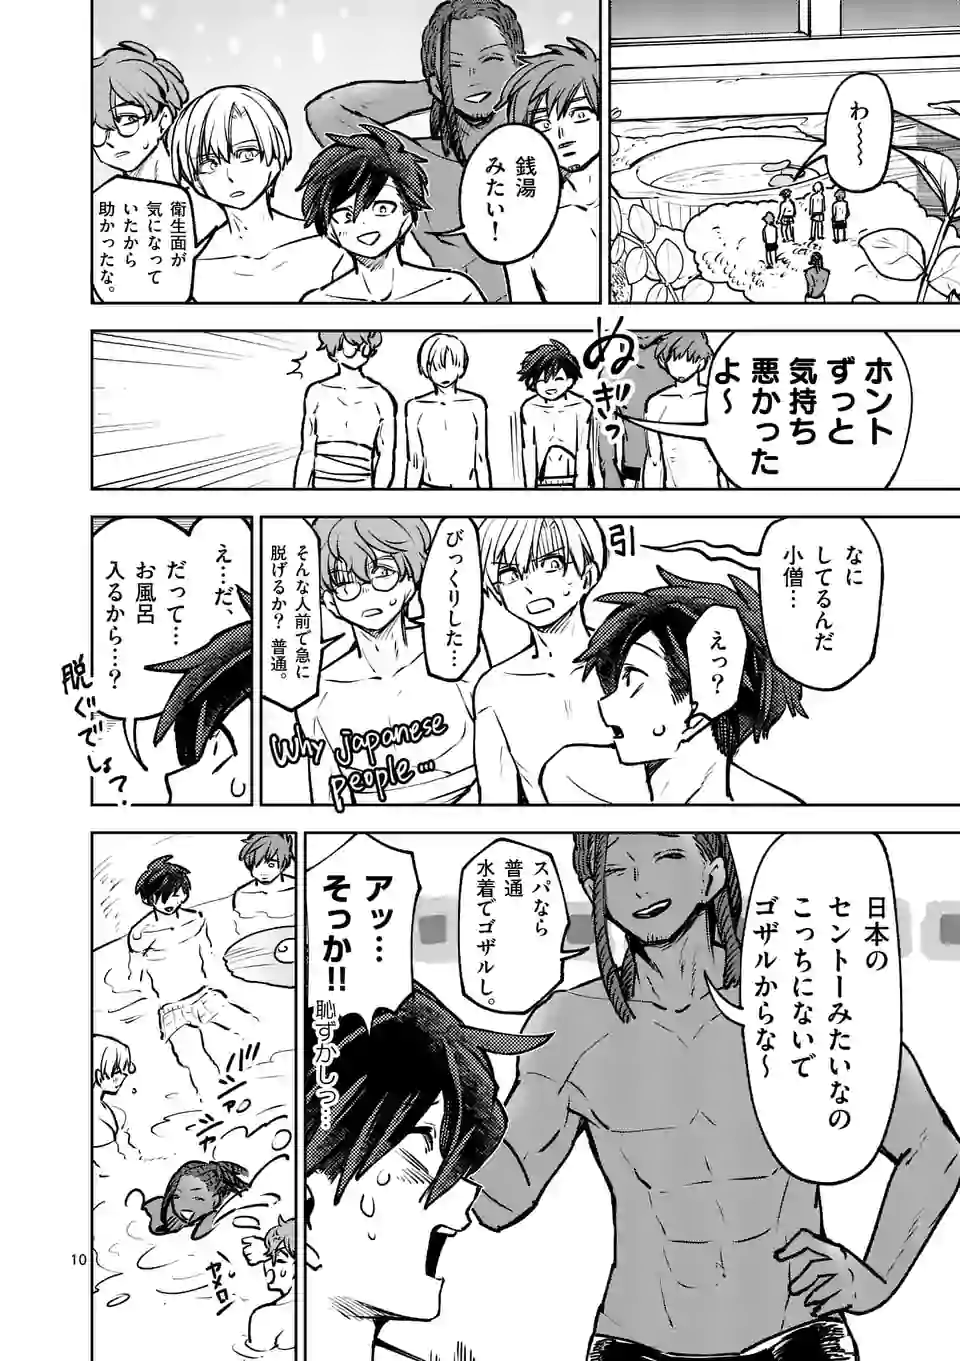 わ〜〜
銭湯
みたい！
衛生面が
気になって
いたから
助かったな。
ホント
ずっと
気持ち
悪かった
よ〜
ぬぎっ
なに
してるんだ
小僧…
えっ？
引
びっくりした…
そんな人前で急に
脱げるか？普通。
Why japanese
people…
え…だ、
だって…
お風呂
入るから…？
脱ぐでしょ？
日本の
セントーみたいなの
こっちにないで
ゴザルからな〜
スパなら
普通
水着でゴザルし。
アッ…
そっか!!
恥ずかしっ…
ヤメロ
10